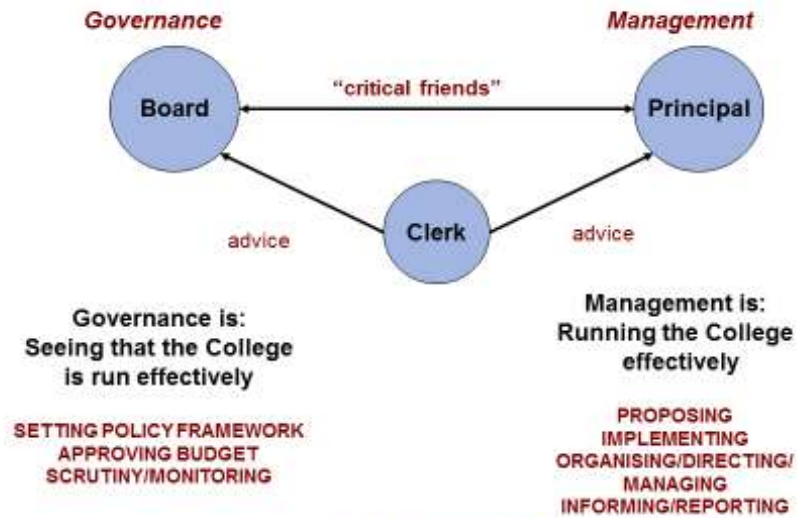 Governance
Management
Board
"critical friends"
Principal
Clerk
advice
advice
Governance is:
Seeing that the College
is run effectively
SETTING POLICY FRAMEWORK
APPROVING BUDGET
SCRUTINY/MONITORING
Management is:
Running the College
effectively
PROPOSING
IMPLEMENTING
ORGANISING/DIRECTING/
MANAGING
INFORMING/REPORTING